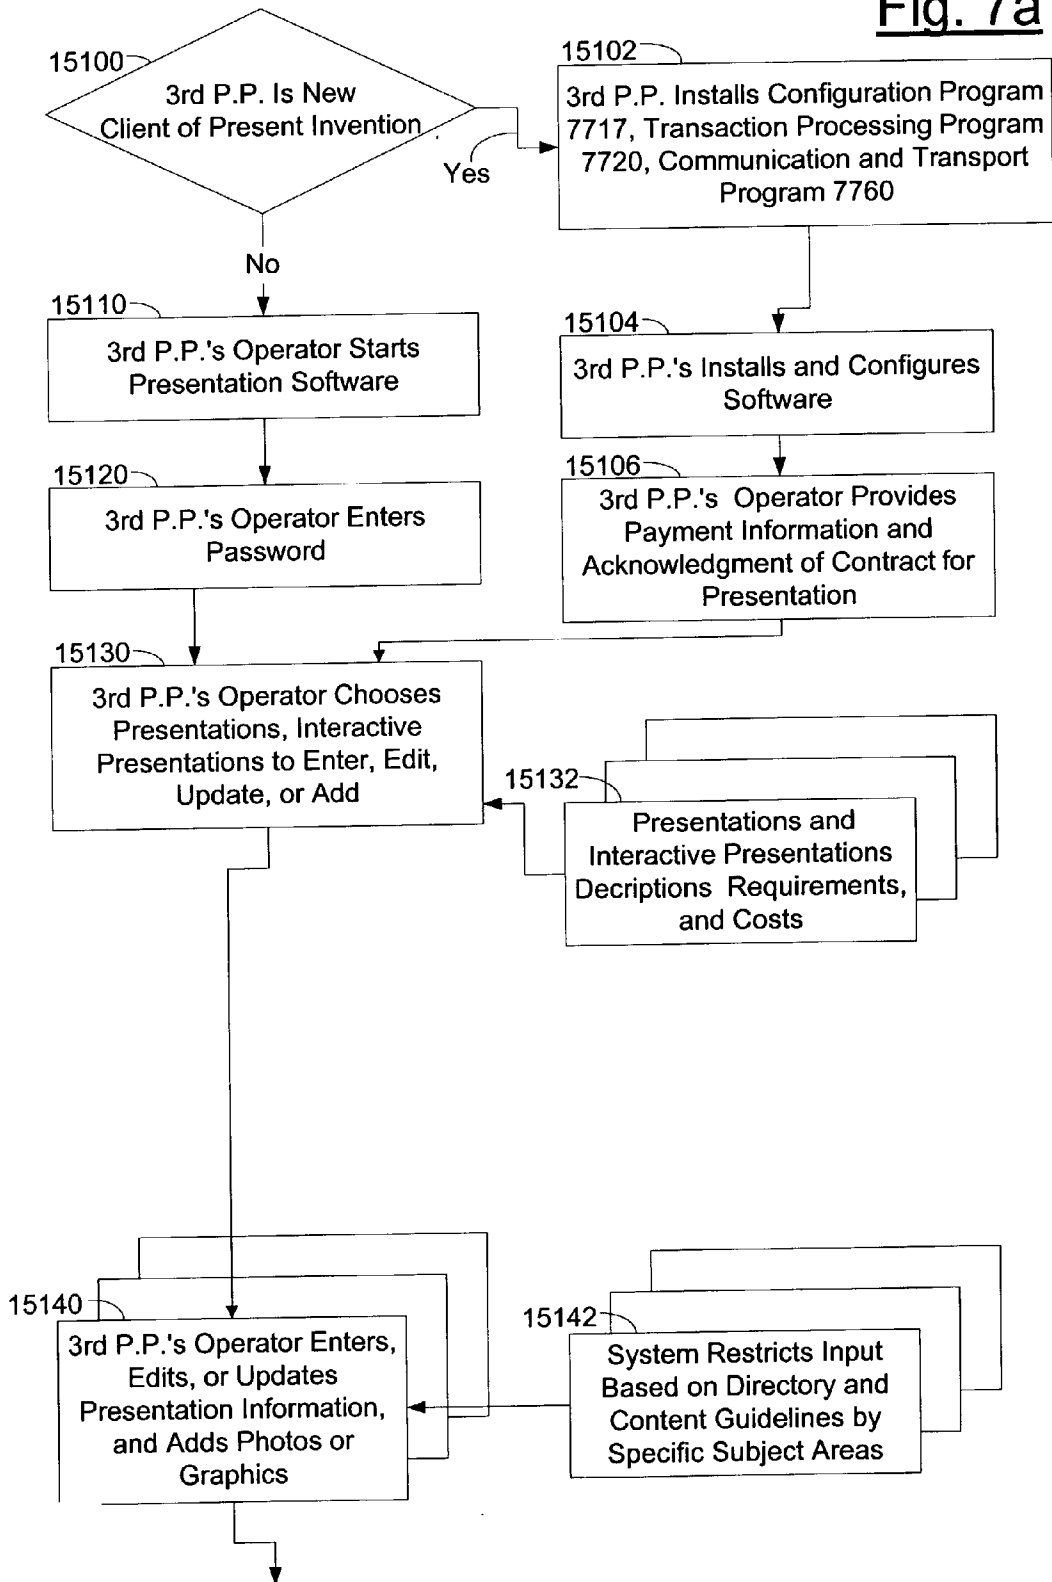 Fig. 7a
15100
3rd P.P. Is New
Client of Present Invention
Yes
No
15102
3rd P.P. Installs Configuration Program
7717, Transaction Processing Program
7720, Communication and Transport
Program 7760
15110
3rd P.P.'s Operator Starts
Presentation Software
15104
3rd P.P.'s Installs and Configures
Software
15120
3rd P.P.'s Operator Enters
Password
15106
3rd P.P.'s Operator Provides
Payment Information and
Acknowledgment of Contract for
Presentation
15130
3rd P.P.'s Operator Chooses
Presentations, Interactive
Presentations to Enter, Edit,
Update, or Add
15132
Presentations and
Interactive Presentations
Decriptions Requirements,
and Costs
15140
3rd P.P.'s Operator Enters,
Edits, or Updates
Presentation Information,
and Adds Photos or
Graphics
15142
System Restricts Input
Based on Directory and
Content Guidelines by
Specific Subject Areas